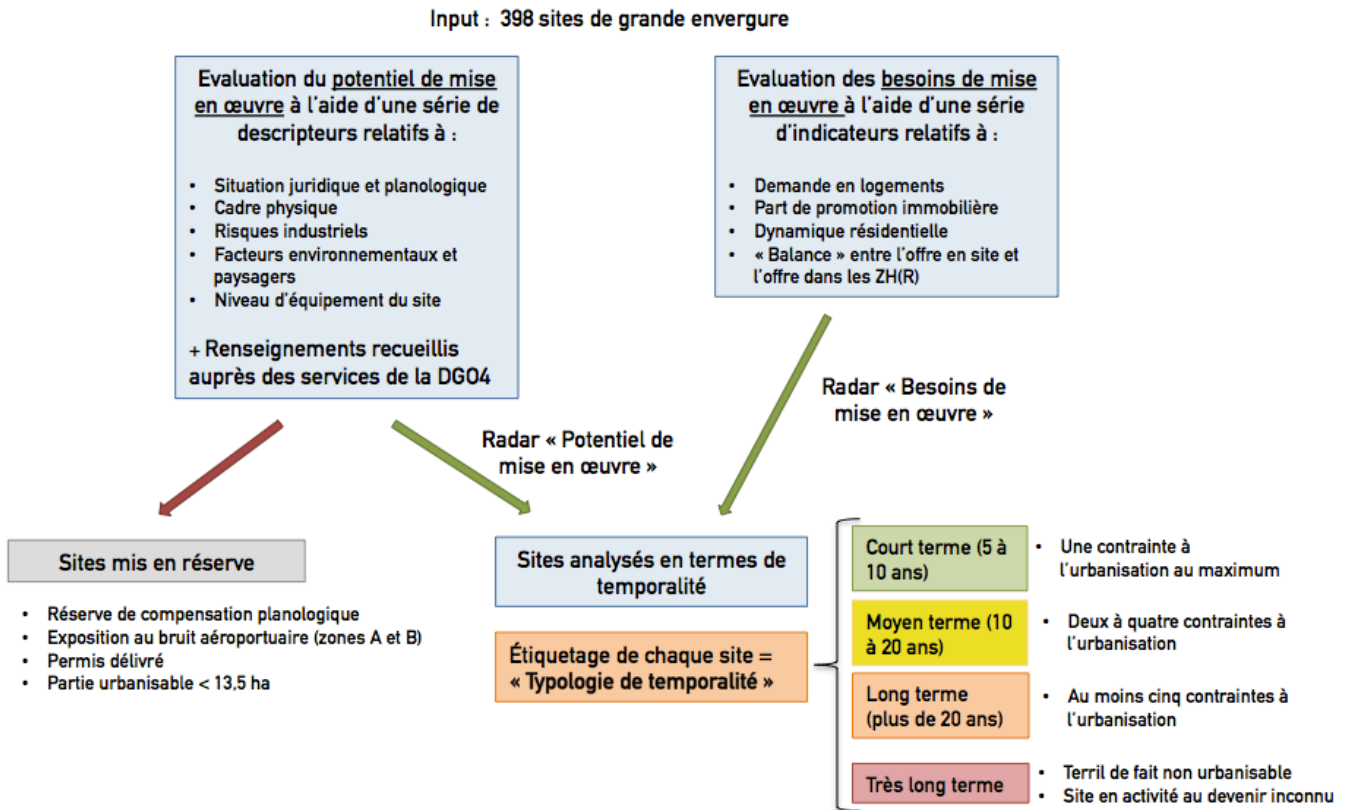 Input : 398 sites de grande envergure
Evaluation du potentiel de mise
en œuvre à l'aide d'une série de
descripteurs relatifs à :
• Situation juridique et planologique
• Cadre physique
• Risques industriels
• Facteurs environnementaux et
paysagers
• Niveau d'équipement du site
+ Renseignements recueillis
auprès des services de la DGO4
Evaluation des besoins de mise
en œuvre à l'aide d'une série
d'indicateurs relatifs à :
• Demande en logements
• Part de promotion immobilière
• Dynamique résidentielle
• « Balance » entre l'offre en site et
l'offre dans les ZH(R)
Radar « Potentiel de
mise en œuvre »
Radar « Besoins de
mise en œuvre »
Sites mis en réserve
• Réserve de compensation planologique
• Exposition au bruit aéroportuaire (zones A et B)
• Permis délivré
• Partie urbanisable < 13,5 ha
Sites analysés en termes de
temporalité
Étiquetage de chaque site =
« Typologie de temporalité »
Court terme (5 à
10 ans)
• Une contrainte à
l'urbanisation au maximum
Moyen terme (10
à 20 ans)
• Deux à quatre contraintes à
l'urbanisation
Long terme
(plus de 20 ans)
• Au moins cinq contraintes à
l'urbanisation
Très long terme
• Terril de fait non urbanisable
• Site en activité au devenir inconnu